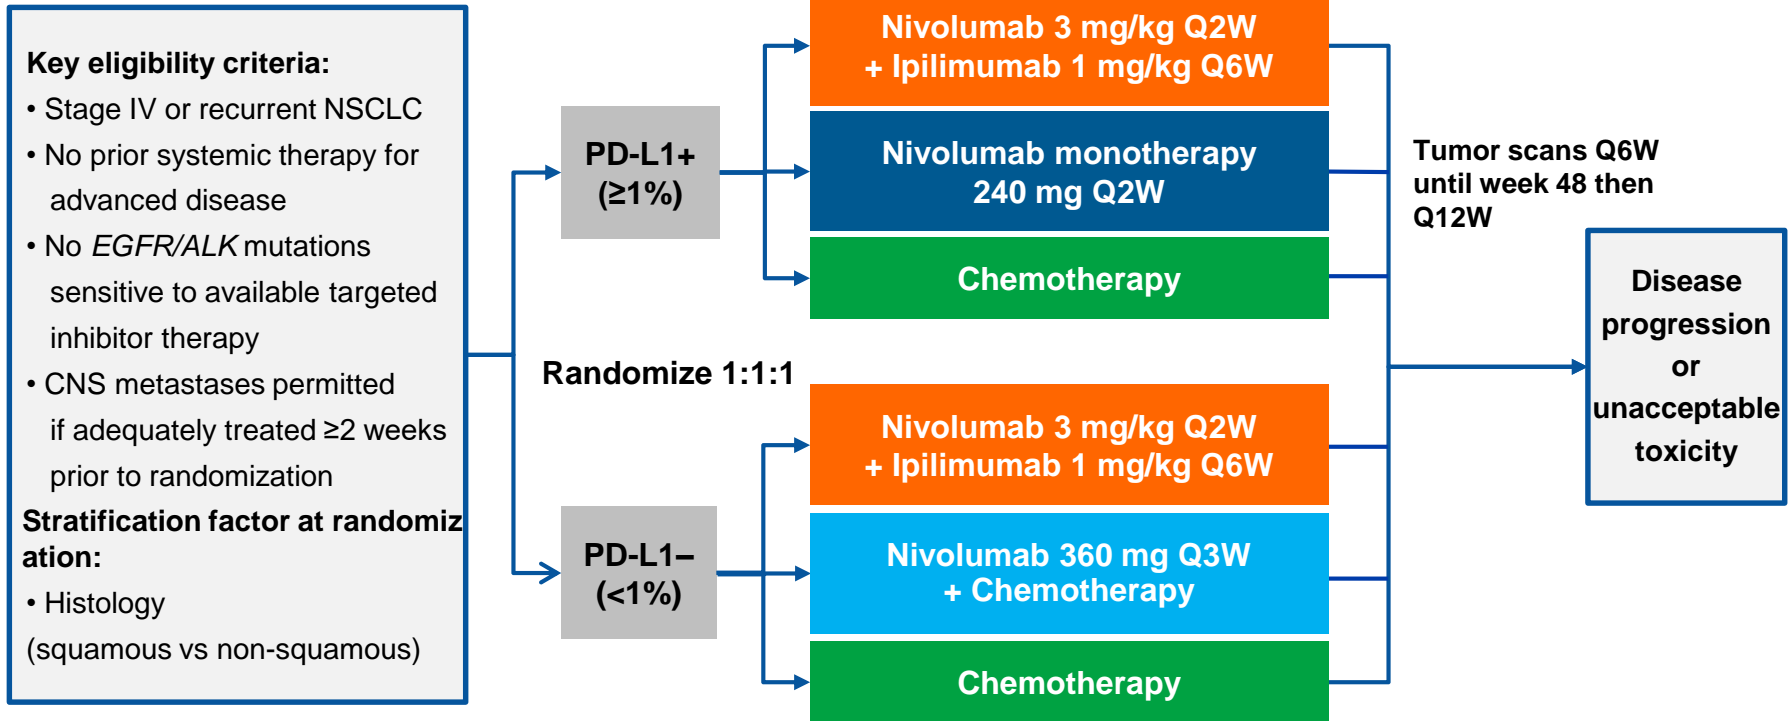 Key eligibility criteria:
• Stage IV or recurrent NSCLC
• No prior systemic therapy for
advanced disease
• No EGFR/ALK mutations
sensitive to available targeted
inhibitor therapy
• CNS metastases permitted
if adequately treated ≥2 weeks
prior to randomization
Stratification factor at randomiz
ation:
• Histology
(squamous vs non-squamous)
PD-L1+
(≥1%)
Nivolumab 3 mg/kg Q2W
+ Ipilimumab 1 mg/kg Q6W
Nivolumab monotherapy
240 mg Q2W
Chemotherapy
Randomize 1:1:1
PD-L1–
(<1%)
Nivolumab 3 mg/kg Q2W
+ Ipilimumab 1 mg/kg Q6W
Nivolumab 360 mg Q3W
+ Chemotherapy
Chemotherapy
Tumor scans Q6W
until week 48 then
Q12W
Disease
progression
or
unacceptable
toxicity